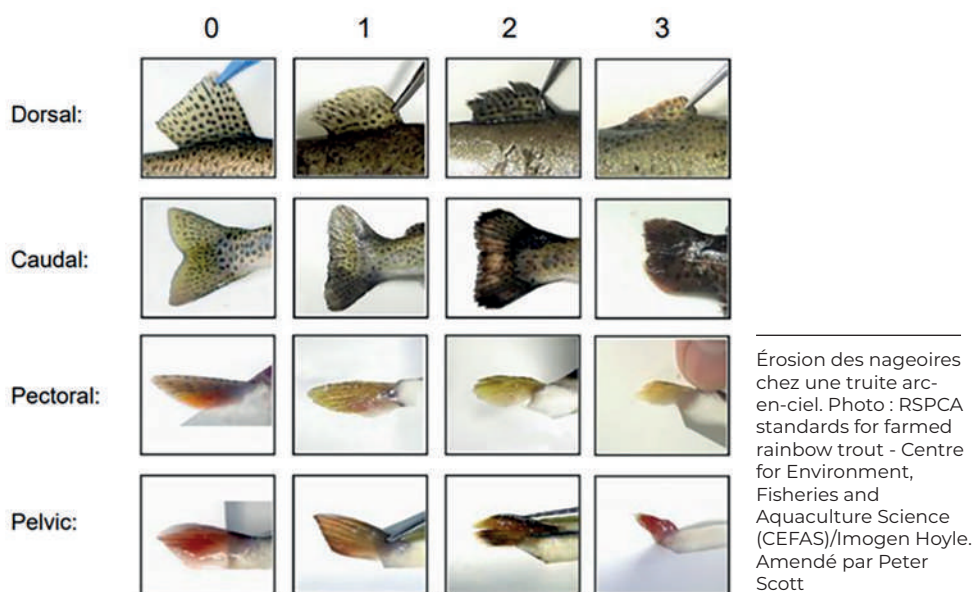 0 1 2 3
Dorsal:
Caudal:
Pectoral:
Pelvic:
Érosion des nageoires
chez une truite arc-
en-ciel. Photo : RSPCA
standards for farmed
rainbow trout - Centre
for Environment,
Fisheries and
Aquaculture Science
(CEFAS)/Imogen Hoyle.
Amendé par Peter
Scott